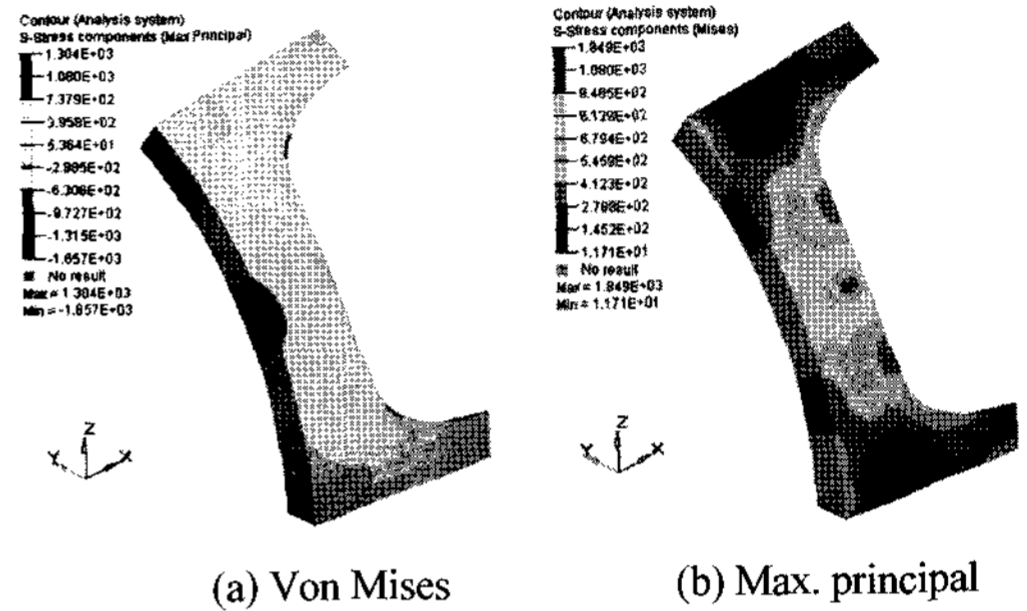 Contour (Analysis system)
S-Stress components (Max Principal)
1.304E+03
1.080E+03
7.379E+02
3.958E+02
5.364E+01
-2.885E+02
-6.306E+02
-9.727E+02
-1.315E+03
-1.657E+03
No result
Max = 1.304E+03
Min = -1.657E+03
Z
Y
X
(a) Von Mises
Contour (Analysis system)
S-Stress components (Mises)
1.849E+03
1.080E+03
9.465E+02
8.129E+02
6.794E+02
5.459E+02
4.123E+02
2.788E+02
1.452E+02
1.171E+01
No result
Max = 1.849E+03
Min = 1.171E+01
Z
Y
X
(b) Max. principal